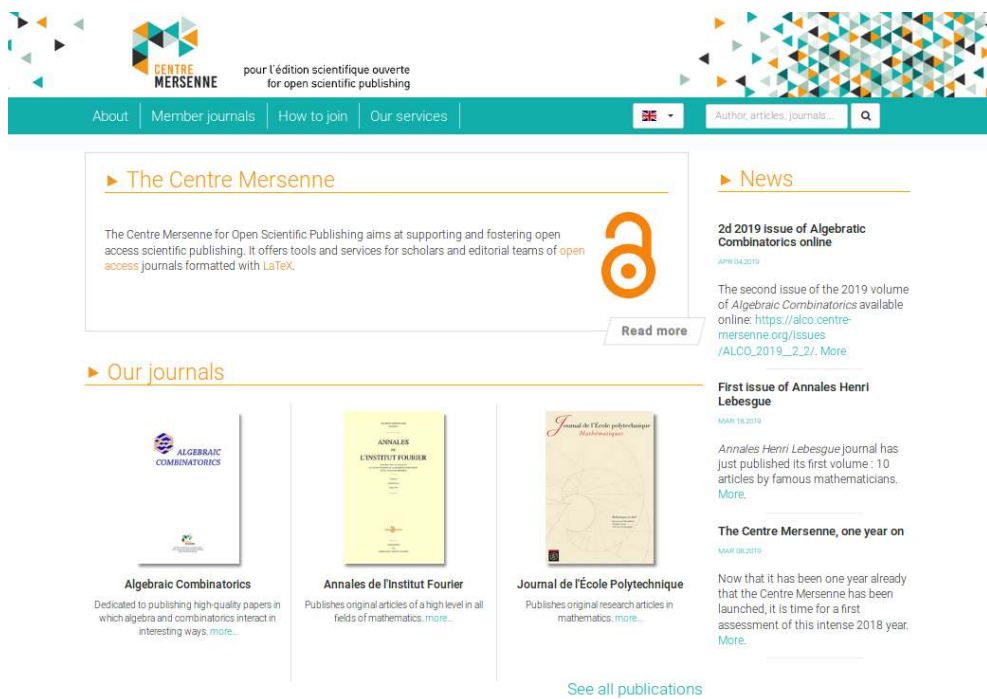 CENTRE
MERSENNE
pour l'édition scientifique ouverte
for open scientific publishing
About
Member journals
How to join
Our services
Author, articles, journals...
The Centre Mersenne
The Centre Mersenne for Open Scientific Publishing aims at supporting and fostering open
access scientific publishing. It offers tools and services for scholars and editorial teams of open
access journals formatted with LaTeX.
Read more
Our journals
ALGEBRAIC
COMBINATORICS
Algebraic Combinatorics
Dedicated to publishing high-quality papers in
which algebra and combinatorics interact in
interesting ways. more...
ANNALES
DE
L'INSTITUT FOURIER
Annales de l'Institut Fourier
Publishes original articles of a high level in all
fields of mathematics. more...
Journal de l'École polytechnique
Mathématiques
Journal de l'École Polytechnique
Publishes original research articles in
mathematics. more...
See all publications
News
2d 2019 issue of Algebratic
Combinatorics online
APR 04,2019
The second issue of the 2019 volume
of Algebraic Combinatorics available
online: https://alco.centre-
mersenne.org/issues
/ALCO_2019__2_2/. More
First issue of Annales Henri
Lebesgue
MAR 18,2019
Annales Henri Lebesgue journal has
just published its first volume : 10
articles by famous mathematicians.
More.
The Centre Mersenne, one year on
MAR 08,2019
Now that it has been one year already
that the Centre Mersenne has been
launched, it is time for a first
assessment of this intense 2018 year.
More.